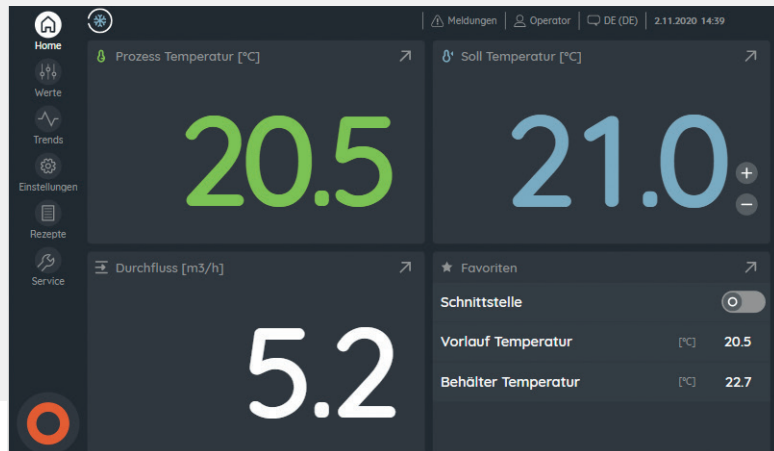 Meldungen Operator DE (DE) 2.11.2020 14:39
Home
Werte
Trends
Einstellungen
Rezepte
Service
Prozess Temperatur [°C]
20.5
Soll Temperatur [°C]
21.0
+
−
Durchfluss [m3/h]
5.2
Favoriten
Schnittstelle
Vorlauf Temperatur [°C] 20.5
Behälter Temperatur [°C] 22.7